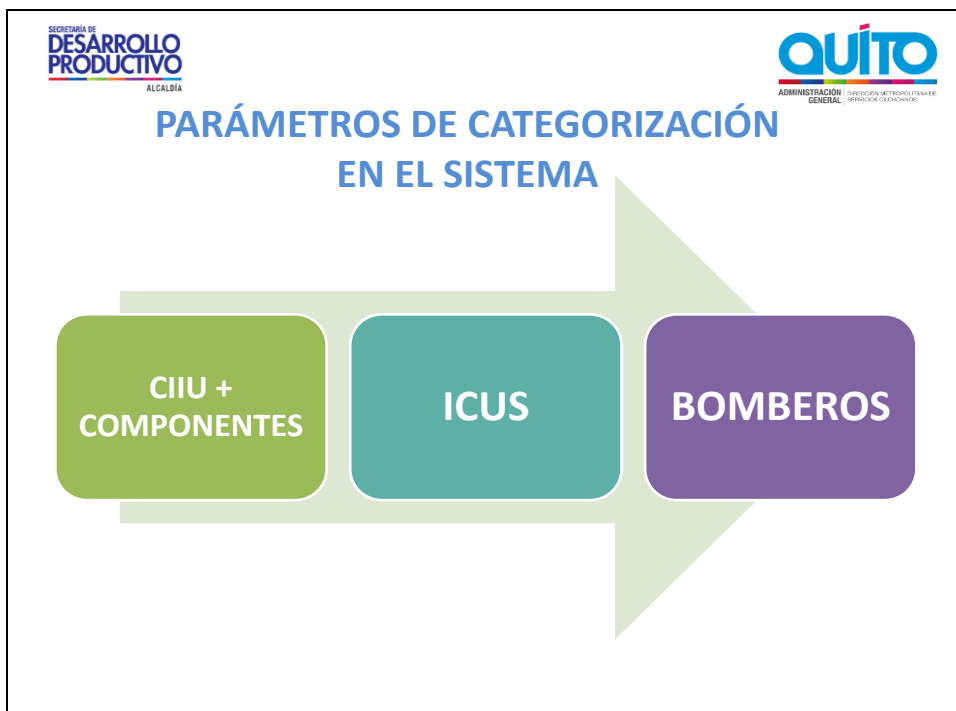 SECRETARÍA DE
DESARROLLO
PRODUCTIVO
ALCALDÍA
QUÍTO
ADMINISTRACIÓN
GENERAL
DIRECCIÓN METROPOLITANA DE
SERVICIOS CIUDADANOS
PARÁMETROS DE CATEGORIZACIÓN
EN EL SISTEMA
CIIU +
COMPONENTES
ICUS
BOMBEROS